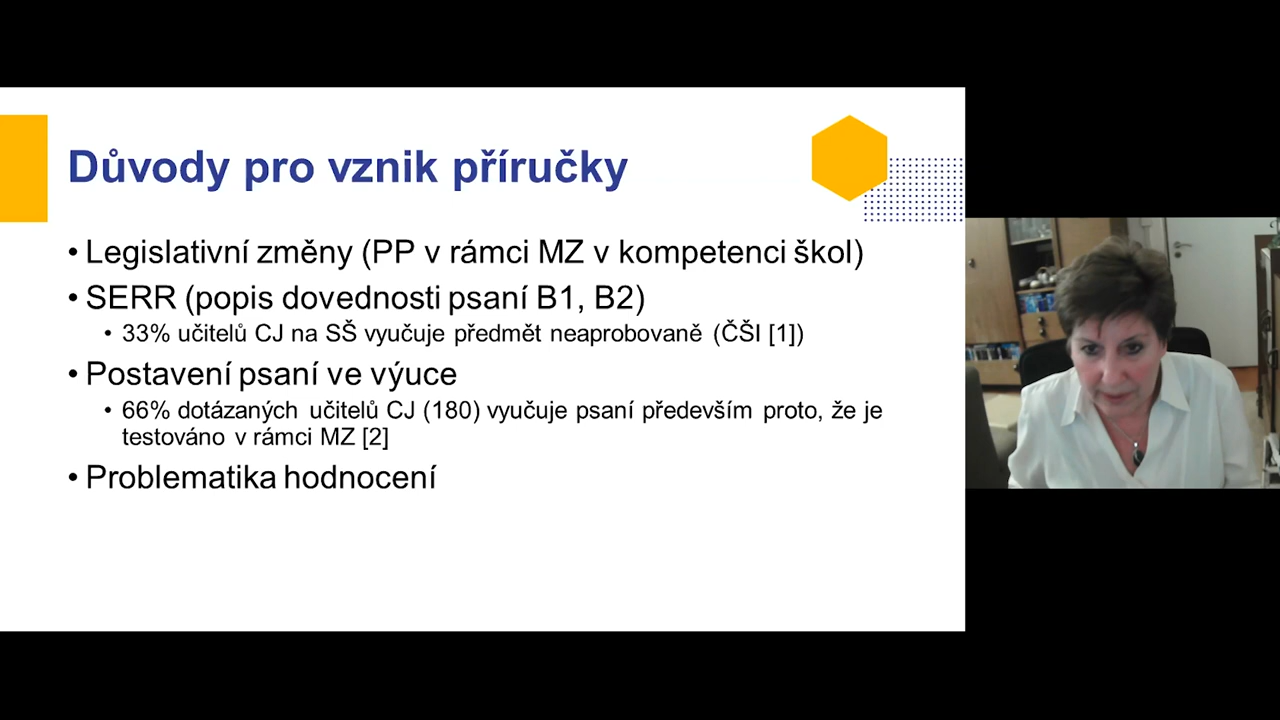 Důvody pro vznik příručky
• Legislativní změny (PP v rámci MZ v kompetenci škol)
• SERR (popis dovednosti psaní B1, B2)
• 33% učitelů CJ na SŠ vyučuje předmět neaprobovaně (ČŠI [1])
• Postavení psaní ve výuce
• 66% dotázaných učitelů CJ (180) vyučuje psaní především proto, že je
testováno v rámci MZ [2]
• Problematika hodnocení